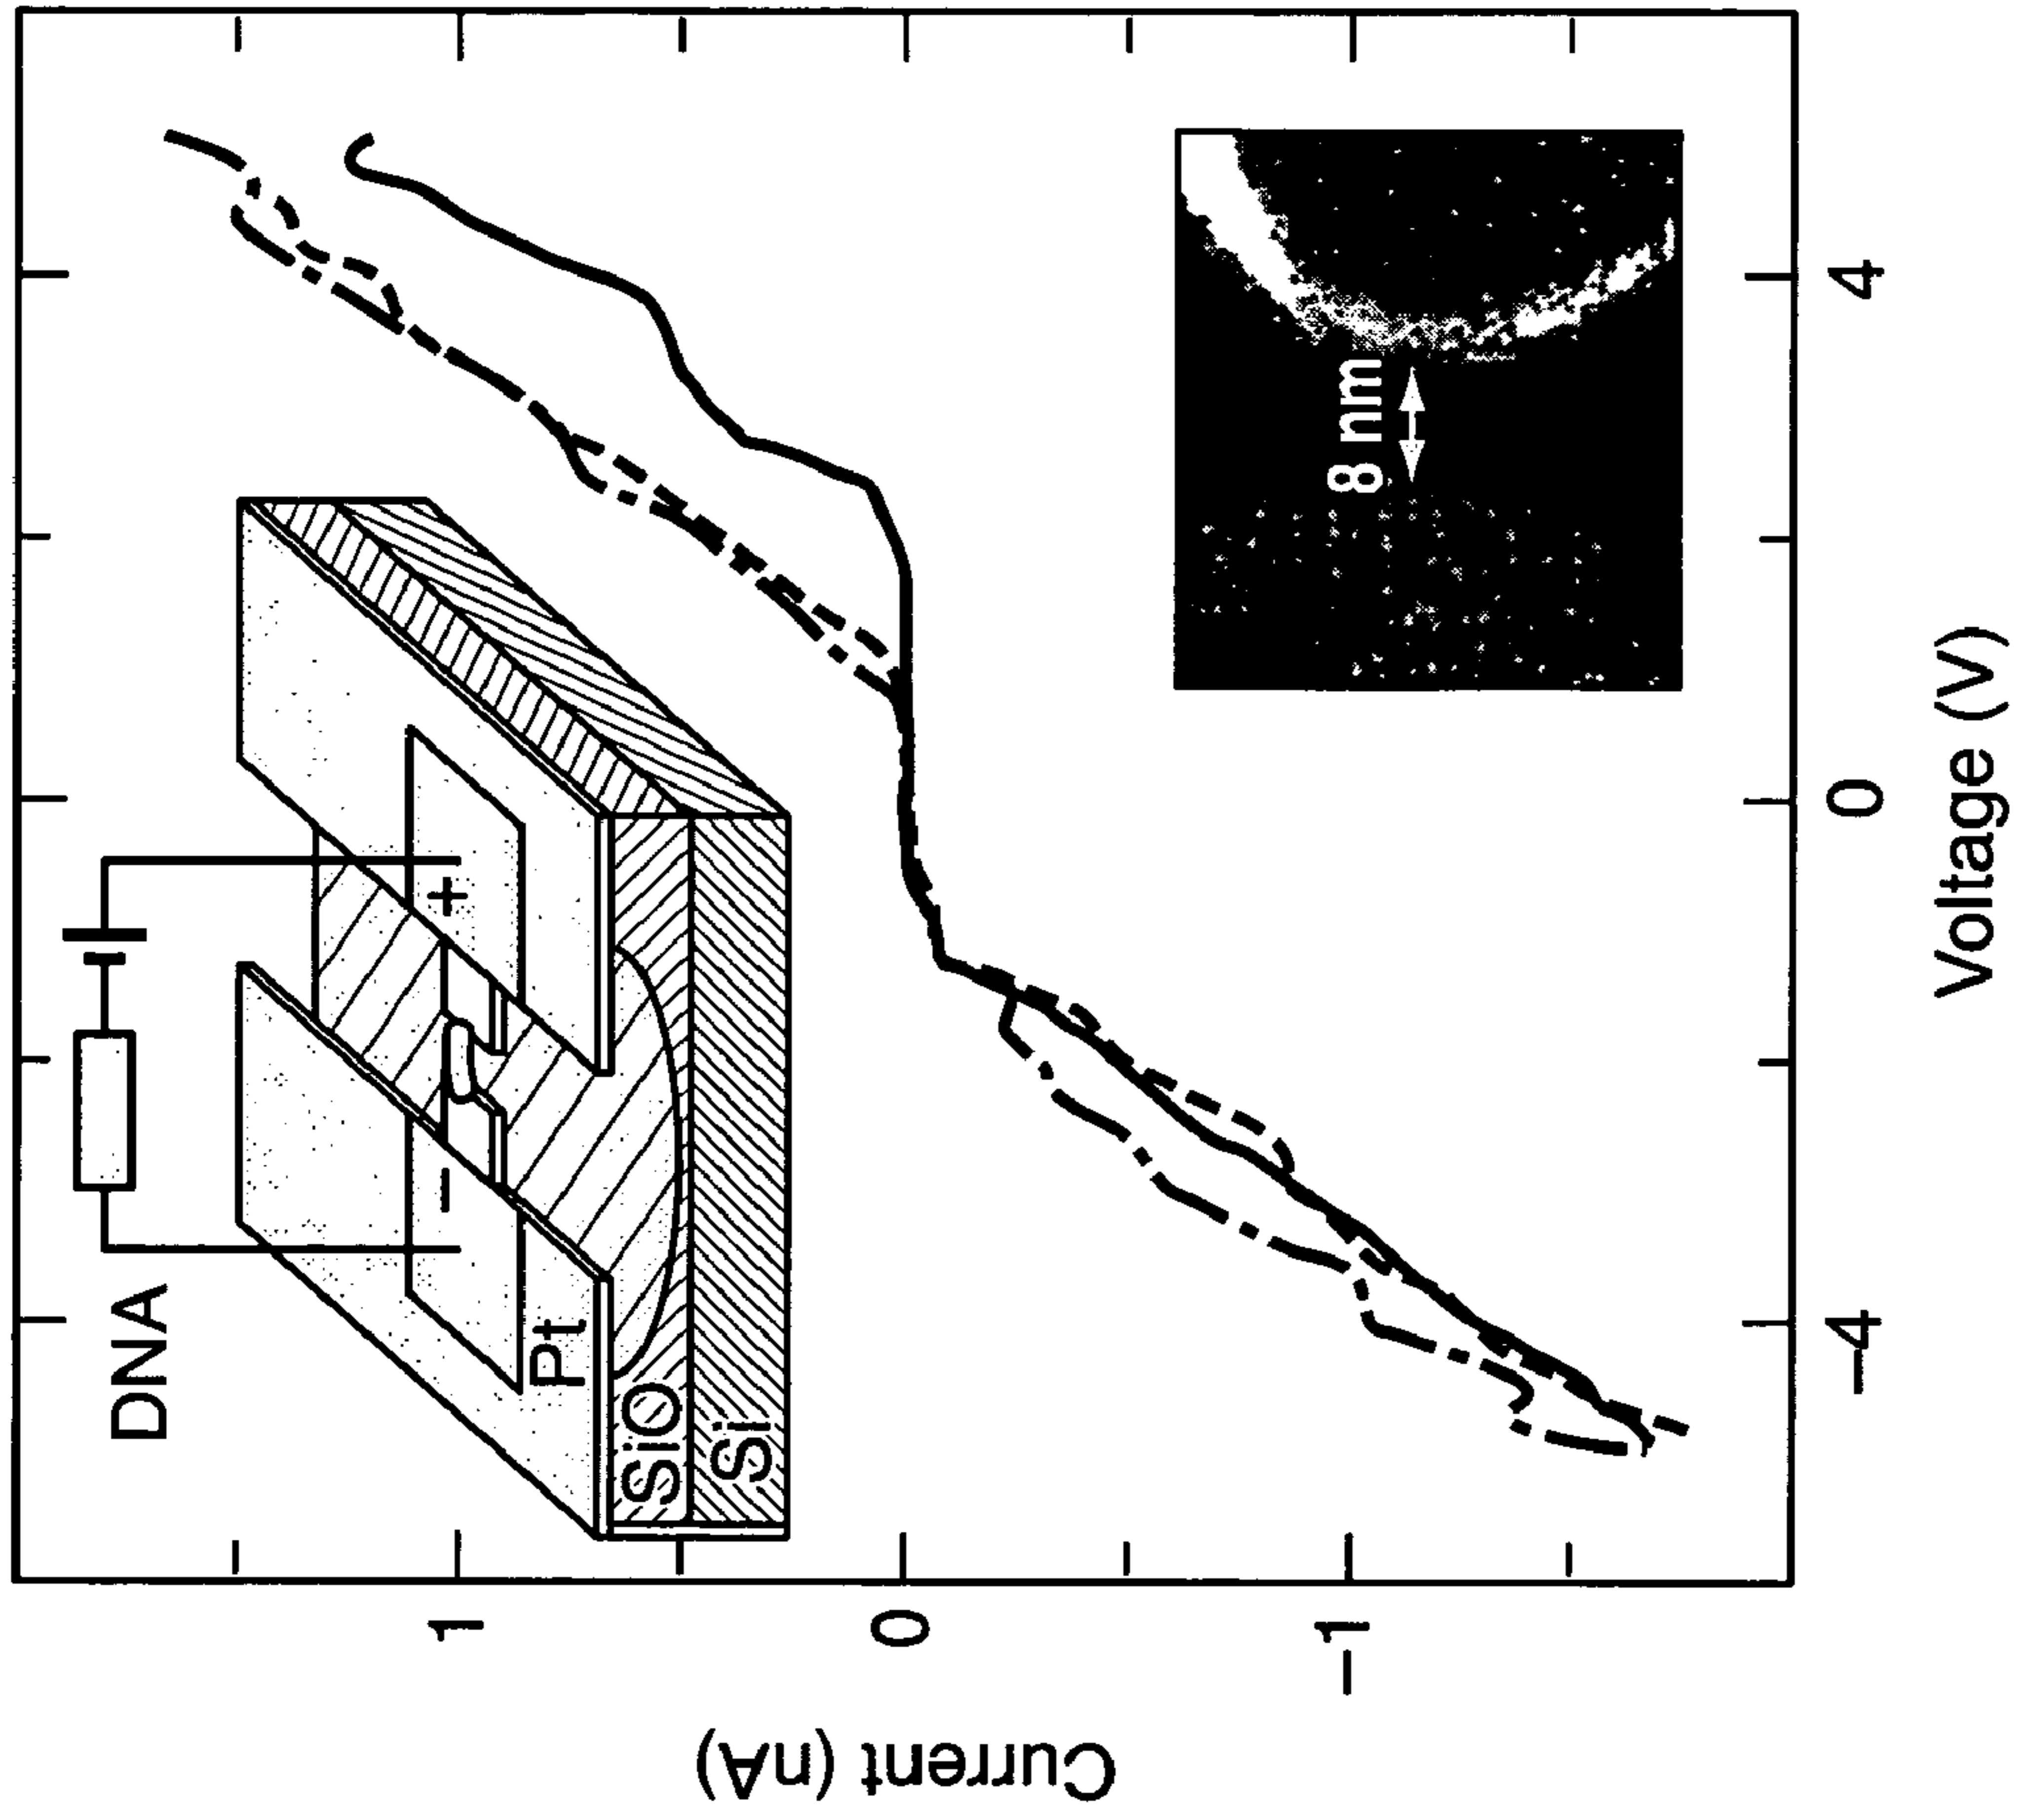 DNA
+
–
Pt
SiO
Si
8 nm
1
0
–1
Current (nA)
–4
0
4
Voltage (V)